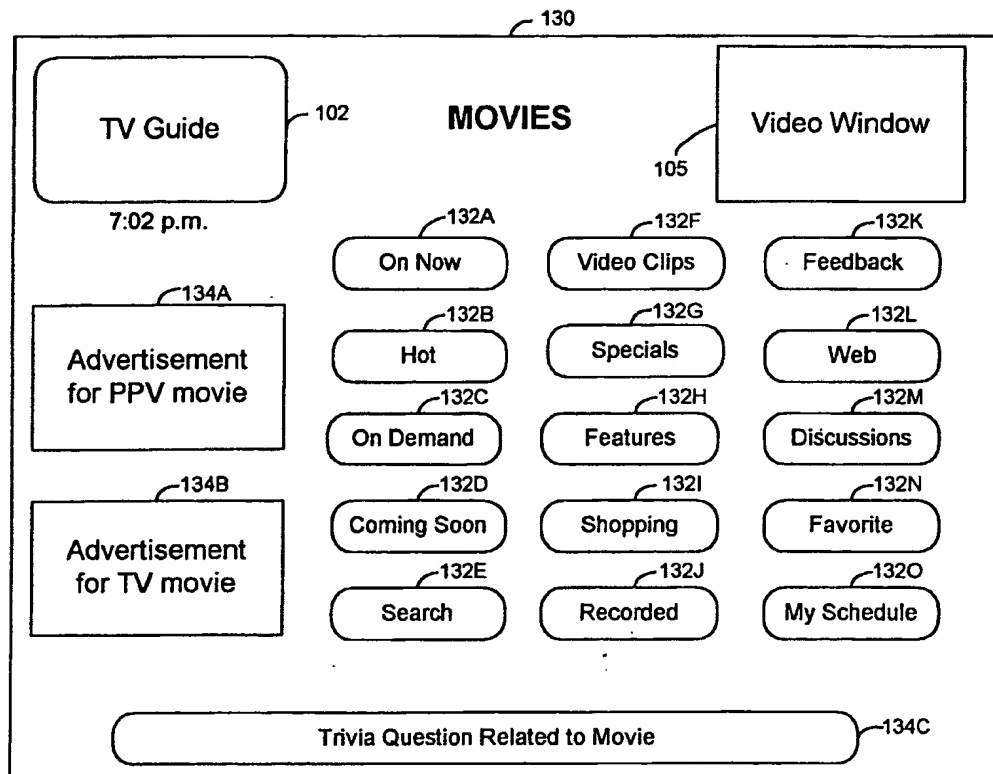 130
TV Guide
102
MOVIES
Video Window
105
7:02 p.m.
132A
132F
132K
On Now
Video Clips
Feedback
134A
132B
132G
132L
Advertisement
for PPV movie
Hot
Specials
Web
132C
132H
132M
On Demand
Features
Discussions
134B
132D
132I
132N
Advertisement
for TV movie
Coming Soon
Shopping
Favorite
132E
132J
132O
Search
Recorded
My Schedule
Trivia Question Related to Movie
134C